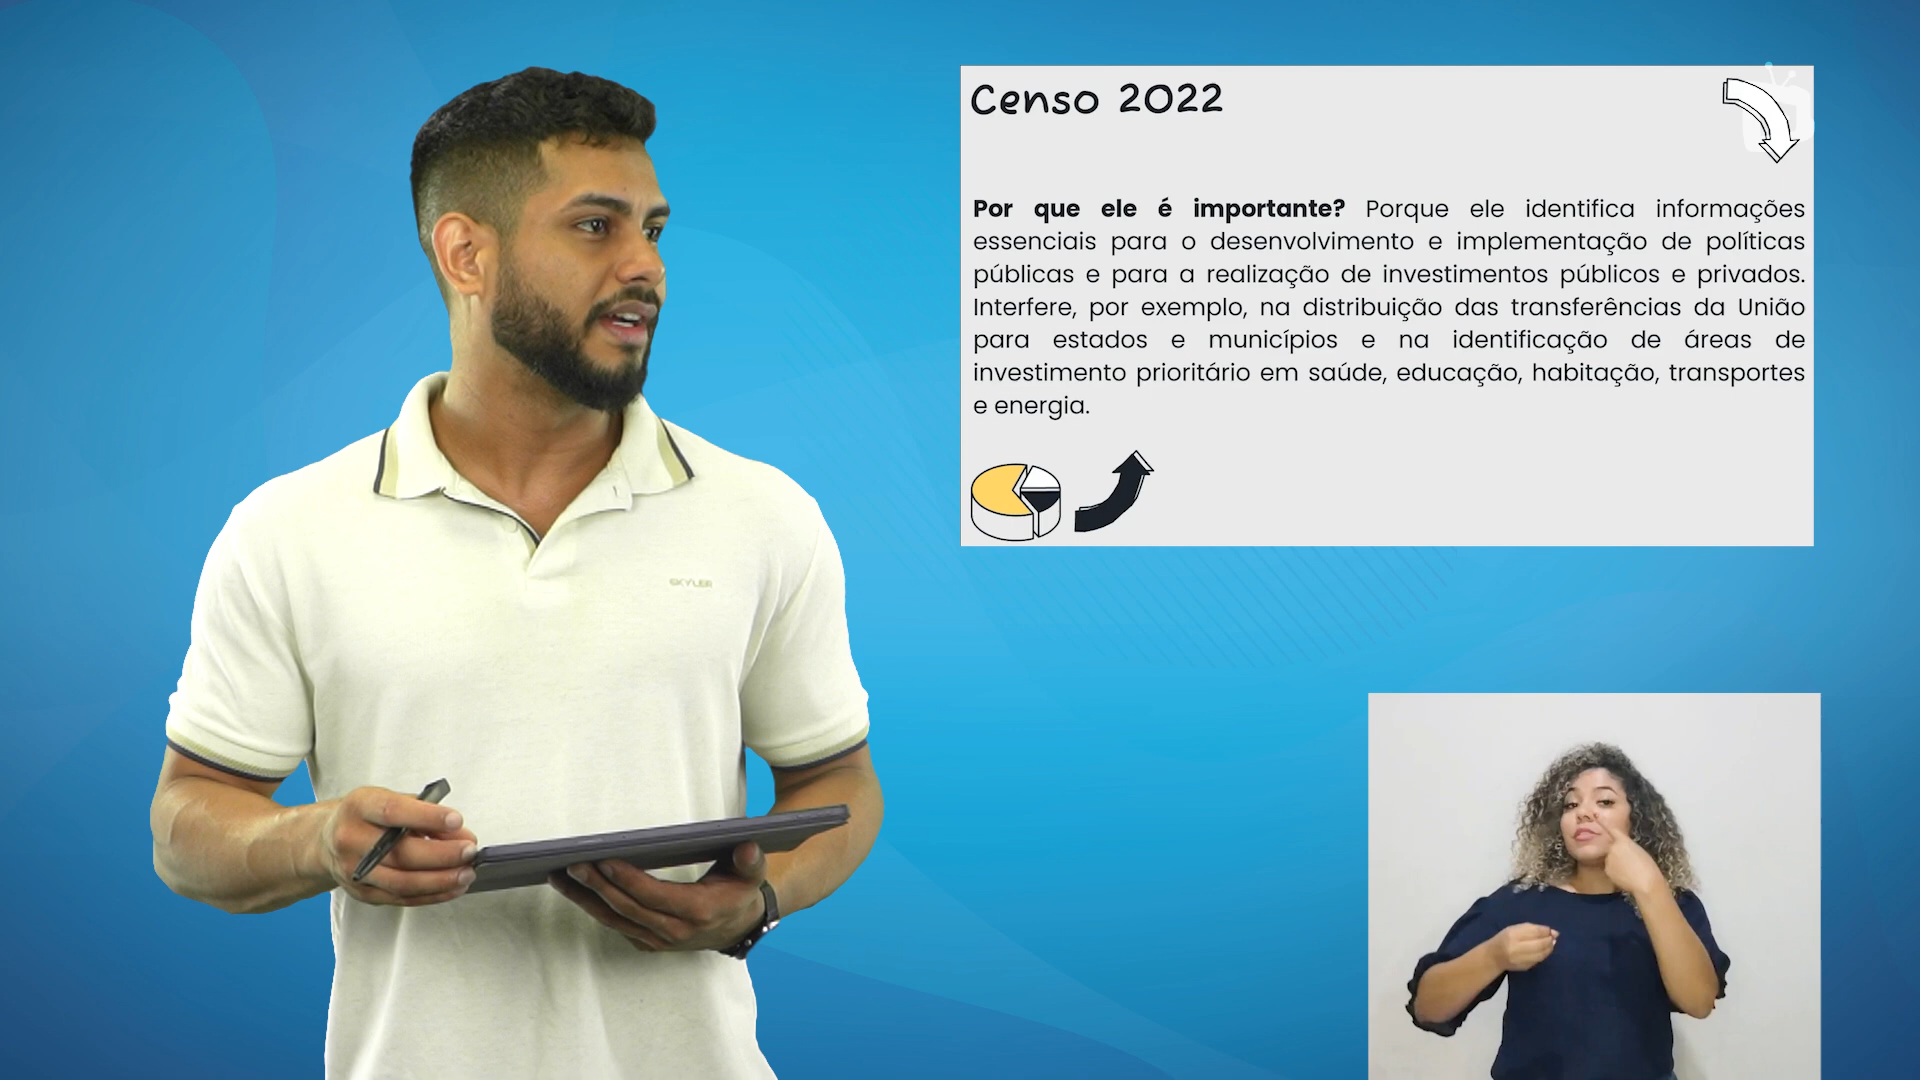 Censo 2022
Por que ele é importante? Porque ele identifica informações
essenciais para o desenvolvimento e implementação de políticas
públicas e para a realização de investimentos públicos e privados.
Interfere, por exemplo, na distribuição das transferências da União
para estados e municípios e na identificação de áreas de
investimento prioritário em saúde, educação, habitação, transportes
e energia.
SKYLER